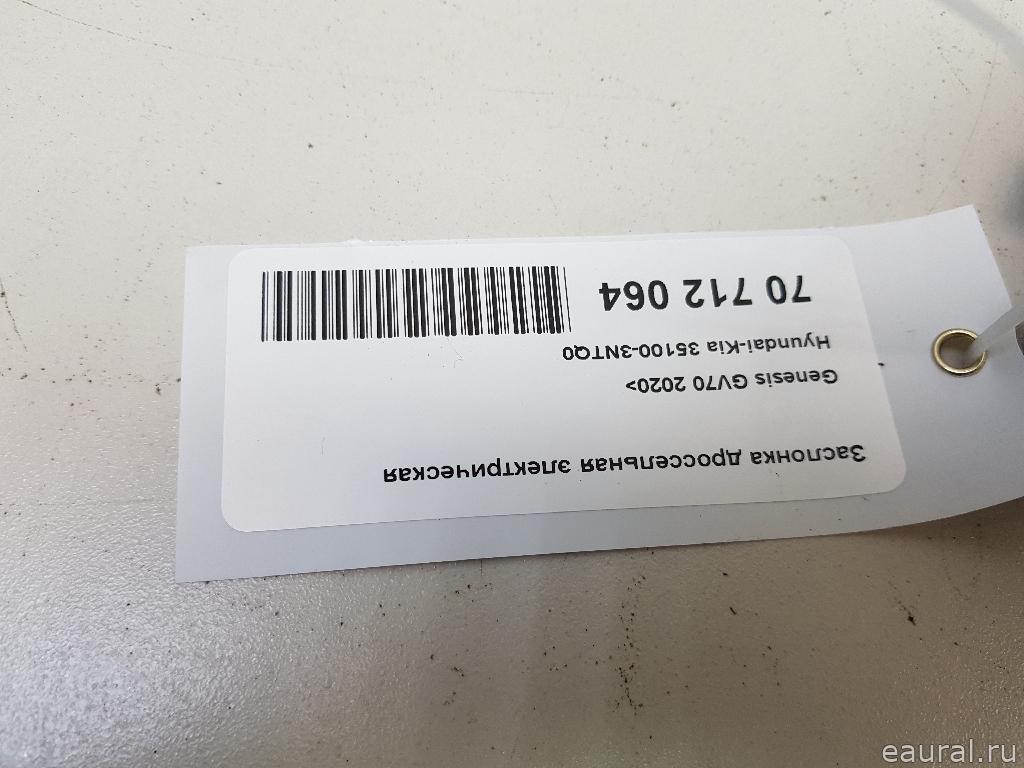 Заслонка дроссельная электрическая
Genesis GV70 2020>
Hyundai-Kia 35100-3NTQ0
70 712 064
eaural.ru